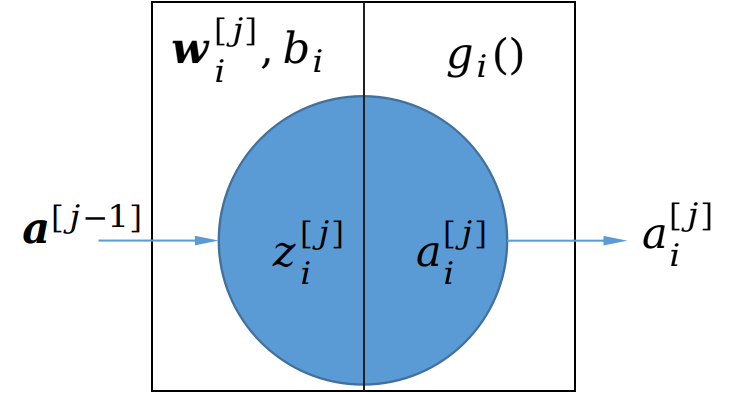 𝒘_i^{[j]}, b_i
g_i()
𝒂^{[j−1]}
z_i^{[j]}
a_i^{[j]}
a_i^{[j]}